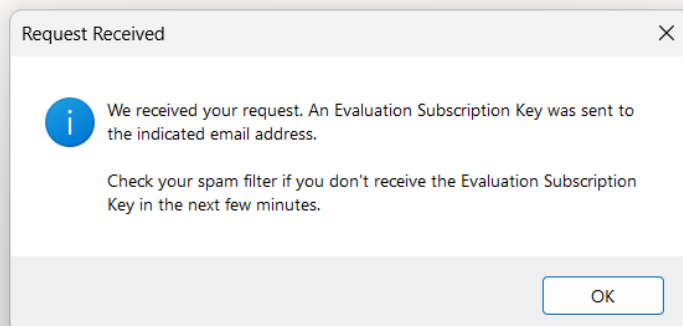 Request Received
We received your request. An Evaluation Subscription Key was sent to
the indicated email address.
Check your spam filter if you don't receive the Evaluation Subscription
Key in the next few minutes.
OK